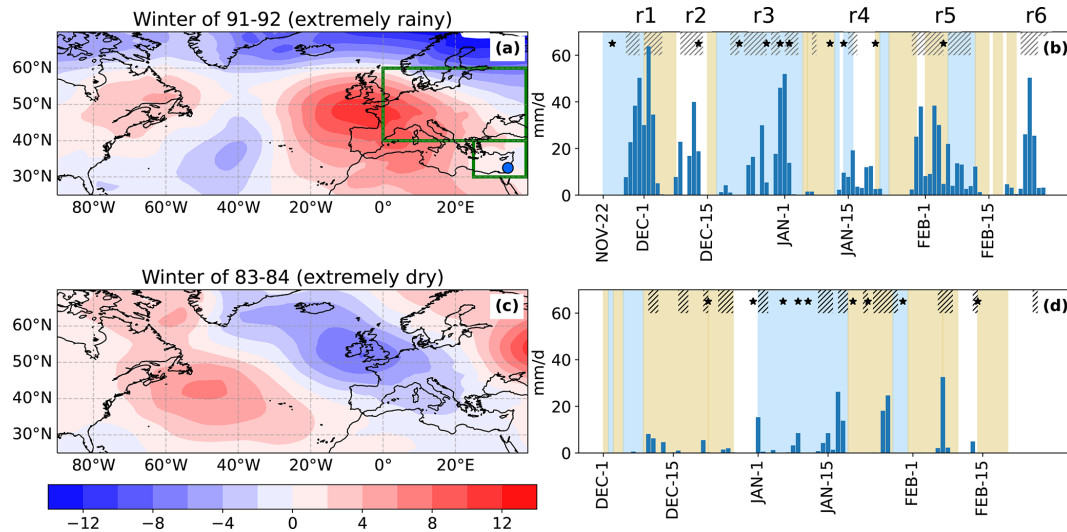 Winter of 91-92 (extremely rainy)
(a)
60°N
50°N
40°N
30°N
80°W 60°W 40°W 20°W 0° 20°E
r1 r2 r3 r4 r5 r6
(b)
mm/d
60
40
20
0
NOV-22 DEC-1 DEC-15 JAN-1 JAN-15 FEB-1 FEB-15
Winter of 83-84 (extremely dry)
(c)
60°N
50°N
40°N
30°N
80°W 60°W 40°W 20°W 0° 20°E
−12 −8 −4 0 4 8 12
(d)
mm/d
60
40
20
0
DEC-1 DEC-15 JAN-1 JAN-15 FEB-1 FEB-15